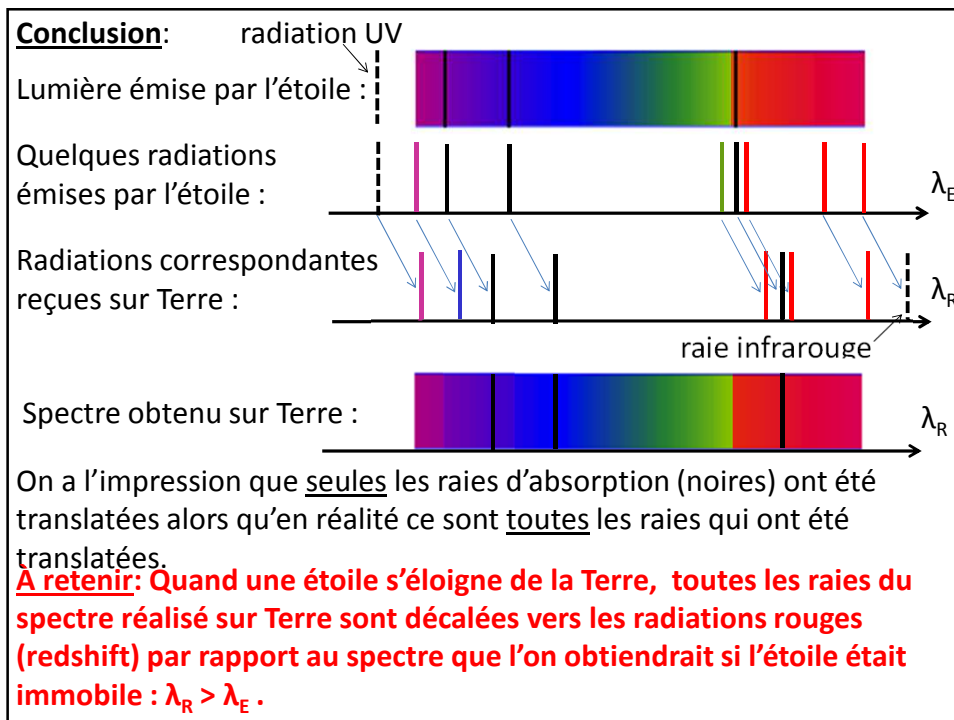 Conclusion: radiation UV
Lumière émise par l'étoile :
Quelques radiations
émises par l'étoile :
λE
Radiations correspondantes
reçues sur Terre :
λR
raie infrarouge
Spectre obtenu sur Terre :
λR
On a l'impression que seules les raies d'absorption (noires) ont été
translatées alors qu'en réalité ce sont toutes les raies qui ont été
translatées.
À retenir: Quand une étoile s'éloigne de la Terre, toutes les raies du
spectre réalisé sur Terre sont décalées vers les radiations rouges
(redshift) par rapport au spectre que l'on obtiendrait si l'étoile était
immobile : λR > λE .